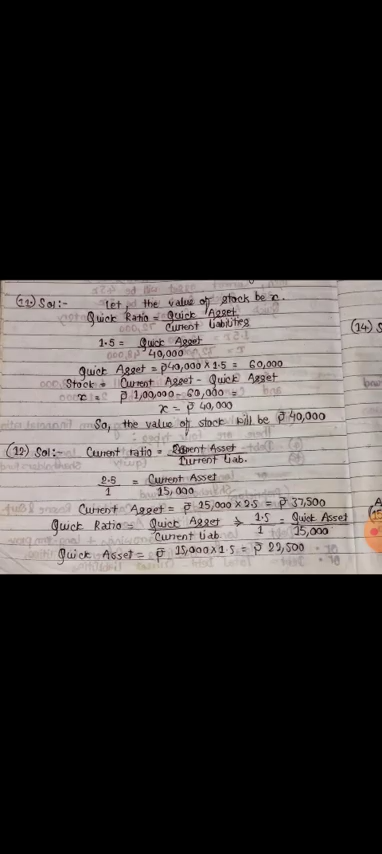 (11) Sol:- Let, the value of stock be x.
Quick Ratio = Quick Asset / Current Liabilities
1.5 = Quick Asset / 40,000
Quick Asset = ₹40,000 × 1.5 = 60,000
Stock = Current Asset - Quick Asset
x = ₹ 1,00,000 - 60,000 =
x = ₹ 40,000
So, the value of stock will be ₹ 40,000
(12) Sol:- Current ratio = Current Asset / Current Liab.
2.5 / 1 = Current Asset / 15,000
Current Asset = ₹ 15,000 × 2.5 = ₹ 37,500
Quick Ratio = Quick Asset / Current Liab. ⇒ 1.5 / 1 = Quick Asset / 15,000
Quick Asset = ₹ 15,000 × 1.5 = ₹ 22,500
(14) S